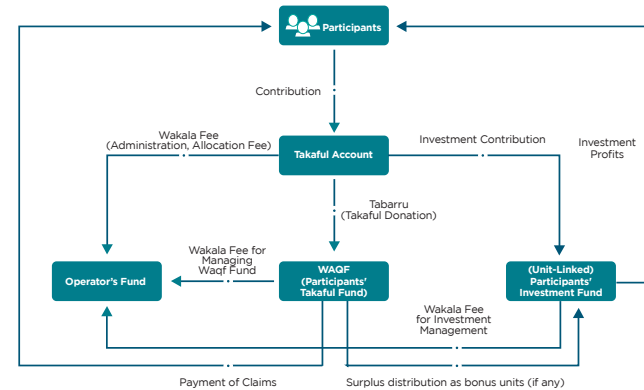 Participants
Contribution
Wakala Fee
(Administration, Allocation Fee)
Takaful Account
Investment Contribution
Investment
Profits
Tabarru
(Takaful Donation)
Operator's Fund
Wakala Fee for
Managing
Waqf Fund
WAQF
(Participants'
Takaful Fund)
(Unit-Linked)
Participants'
Investment Fund
Wakala Fee
for Investment
Management
Payment of Claims
Surplus distribution as bonus units (if any)